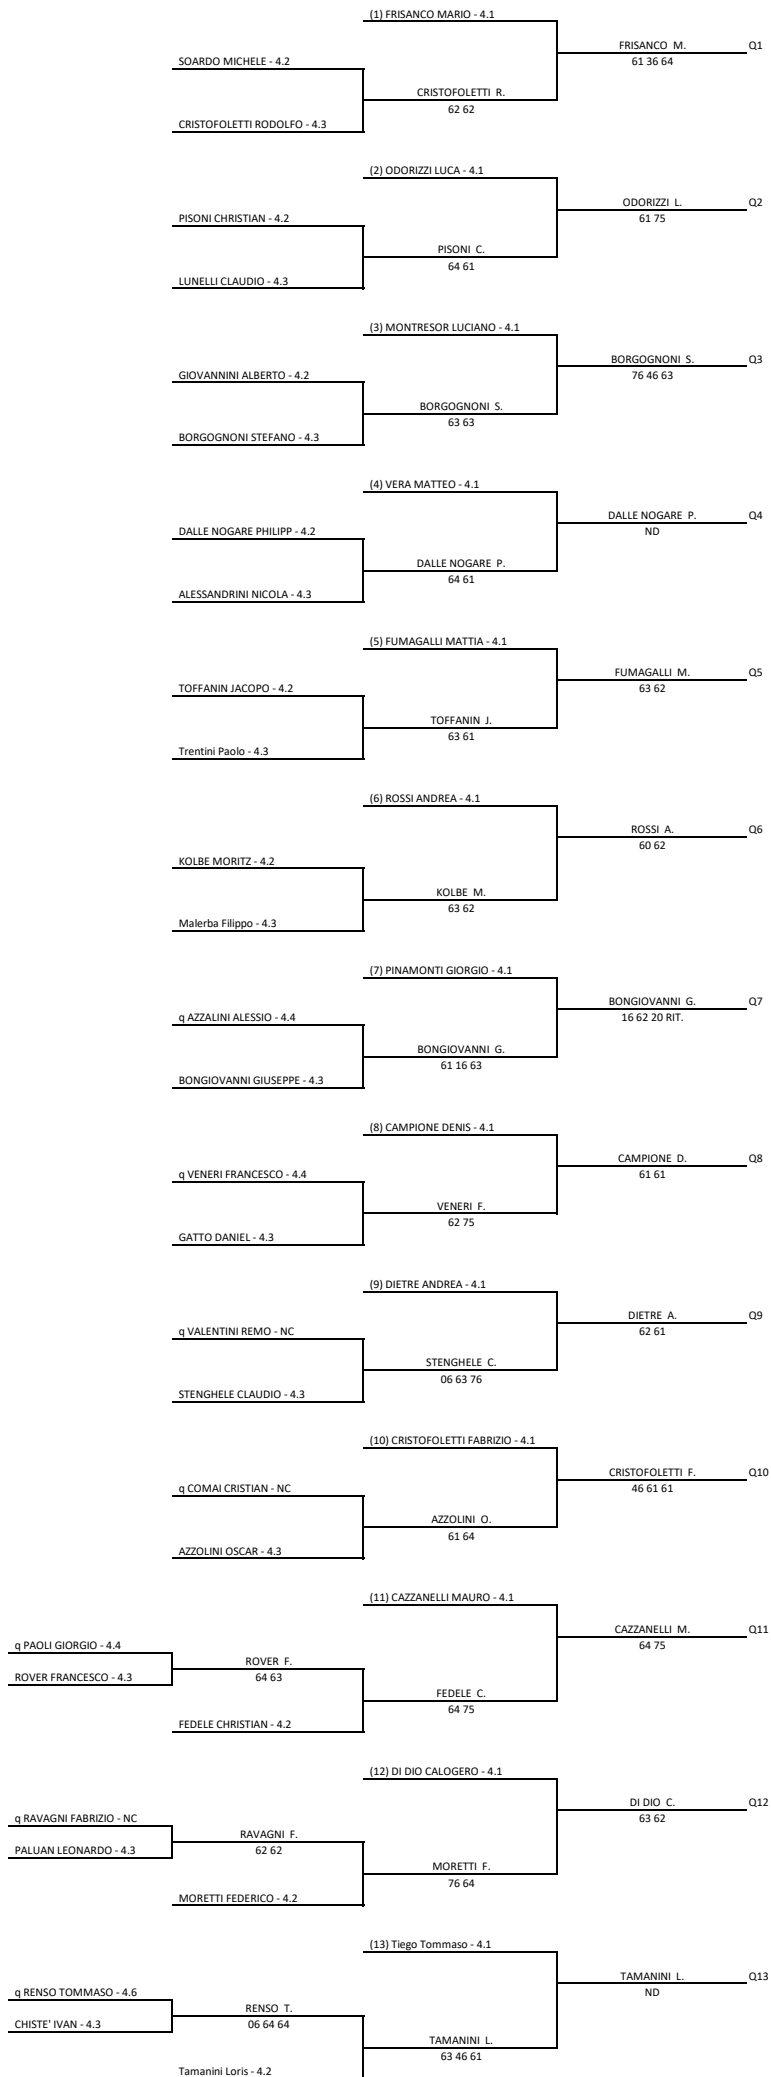 (1) FRISANCO MARIO - 4.1
FRISANCO M. Q1
61 36 64
SOARDO MICHELE - 4.2
CRISTOFOLETTI R.
62 62
CRISTOFOLETTI RODOLFO - 4.3
(2) ODORIZZI LUCA - 4.1
ODORIZZI L. Q2
61 75
PISONI CHRISTIAN - 4.2
PISONI C.
64 61
LUNELLI CLAUDIO - 4.3
(3) MONTRESOR LUCIANO - 4.1
BORGOGNONI S. Q3
76 46 63
GIOVANNINI ALBERTO - 4.2
BORGOGNONI S.
63 63
BORGOGNONI STEFANO - 4.3
(4) VERA MATTEO - 4.1
DALLE NOGARE P. Q4
ND
DALLE NOGARE PHILIPP - 4.2
DALLE NOGARE P.
64 61
ALESSANDRINI NICOLA - 4.3
(5) FUMAGALLI MATTIA - 4.1
FUMAGALLI M. Q5
63 62
TOFFANIN JACOPO - 4.2
TOFFANIN J.
63 61
Trentini Paolo - 4.3
(6) ROSSI ANDREA - 4.1
ROSSI A. Q6
60 62
KOLBE MORITZ - 4.2
KOLBE M.
63 62
Malerba Filippo - 4.3
(7) PINAMONTI GIORGIO - 4.1
BONGIOVANNI G. Q7
16 62 20 RIT.
q AZZALINI ALESSIO - 4.4
BONGIOVANNI G.
61 16 63
BONGIOVANNI GIUSEPPE - 4.3
(8) CAMPIONE DENIS - 4.1
CAMPIONE D. Q8
61 61
q VENERI FRANCESCO - 4.4
VENERI F.
62 75
GATTO DANIEL - 4.3
(9) DIETRE ANDREA - 4.1
DIETRE A. Q9
62 61
q VALENTINI REMO - NC
STENGHELE C.
06 63 76
STENGHELE CLAUDIO - 4.3
(10) CRISTOFOLETTI FABRIZIO - 4.1
CRISTOFOLETTI F. Q10
46 61 61
q COMAI CRISTIAN - NC
AZZOLINI O.
61 64
AZZOLINI OSCAR - 4.3
(11) CAZZANELLI MAURO - 4.1
CAZZANELLI M. Q11
64 75
q PAOLI GIORGIO - 4.4
ROVER F.
64 63
ROVER FRANCESCO - 4.3
FEDELE C.
64 75
FEDELE CHRISTIAN - 4.2
(12) DI DIO CALOGERO - 4.1
DI DIO C. Q12
63 62
q RAVAGNI FABRIZIO - NC
RAVAGNI F.
62 62
PALUAN LEONARDO - 4.3
MORETTI F.
76 64
MORETTI FEDERICO - 4.2
(13) Tiego Tommaso - 4.1
TAMANINI L. Q13
ND
q RENSO TOMMASO - 4.6
RENSO T.
06 64 64
CHISTE' IVAN - 4.3
TAMANINI L.
63 46 61
Tamanini Loris - 4.2